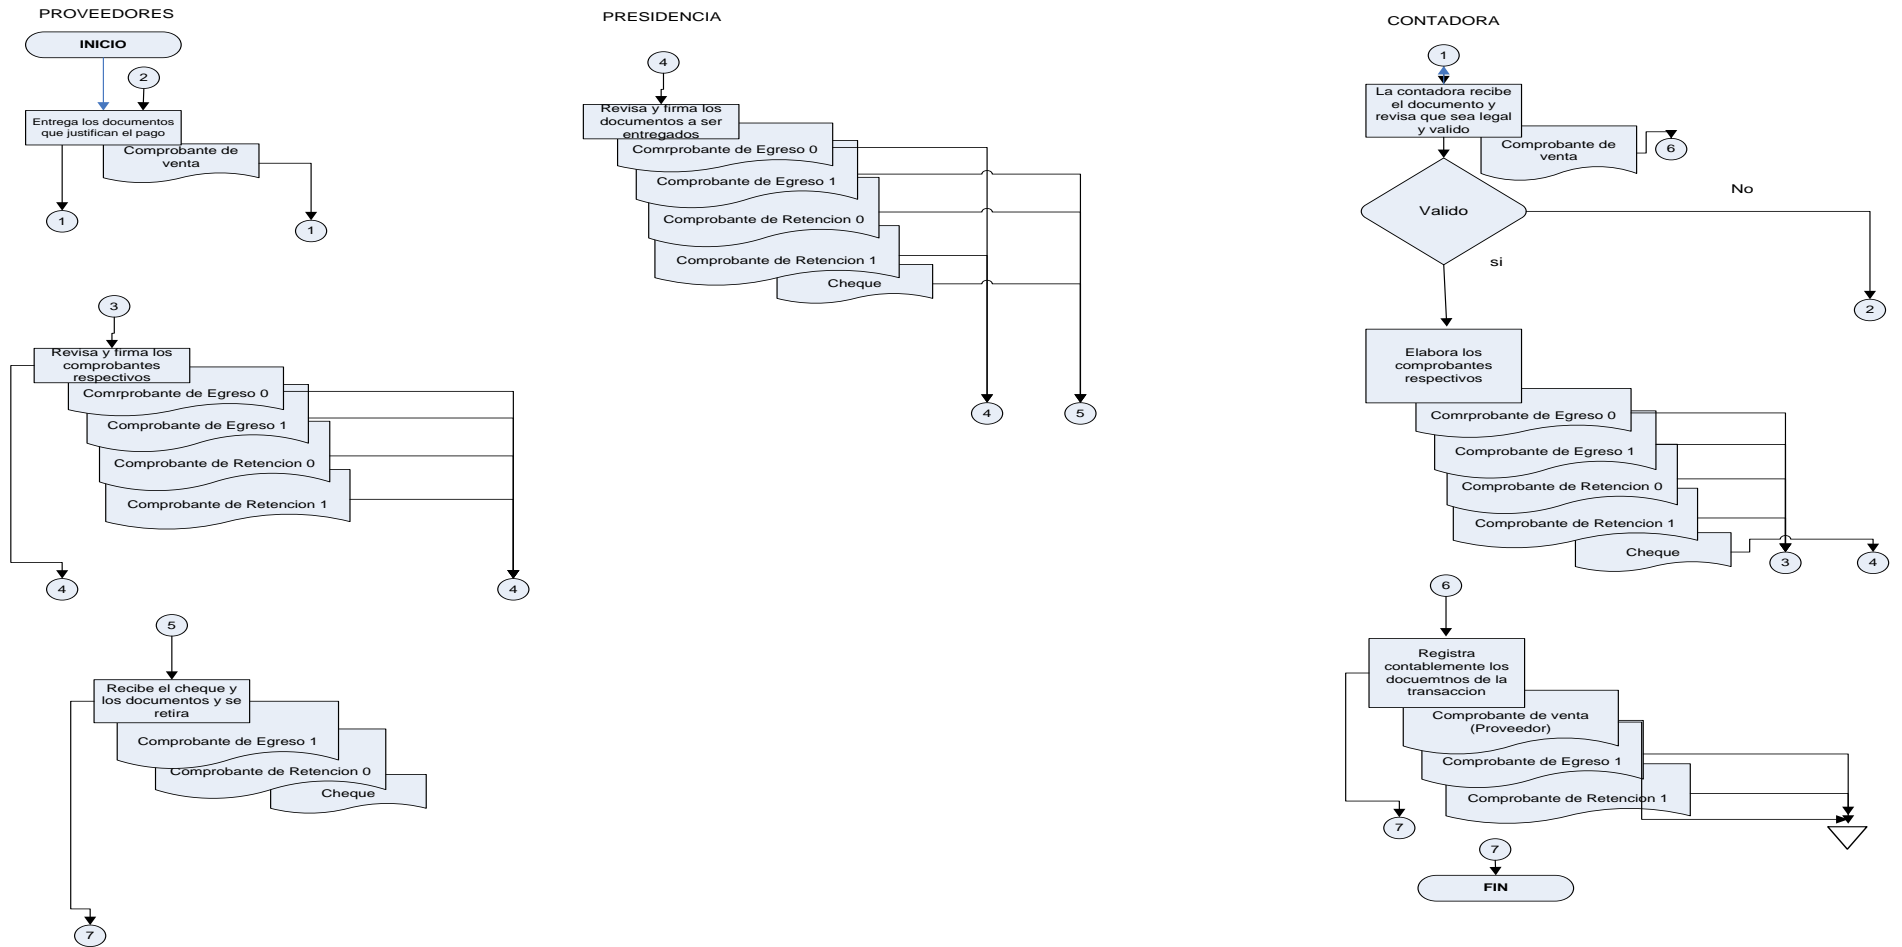 PROVEEDORES
INICIO
2
Entrega los documentos
que justifican el pago
Comprobante de
venta
1
1
3
Revisa y firma los
comprobantes
respectivos
Comrprobante de Egreso 0
Comprobante de Egreso 1
Comprobante de Retencion 0
Comprobante de Retencion 1
4
4
5
Recibe el cheque y
los documentos y se
retira
Comprobante de Egreso 1
Comprobante de Retencion 0
Cheque
7
PRESIDENCIA
4
Revisa y firma los
documentos a ser
entregados
Comrprobante de Egreso 0
Comprobante de Egreso 1
Comprobante de Retencion 0
Comprobante de Retencion 1
Cheque
4
5
CONTADORA
1
La contadora recibe
el documento y
revisa que sea legal
y valido
Comprobante de
venta
6
Valido
No
si
2
Elabora los
comprobantes
respectivos
Comrprobante de Egreso 0
Comprobante de Egreso 1
Comprobante de Retencion 0
Comprobante de Retencion 1
Cheque
3
4
6
Registra
contablemente los
docuemtnos de la
transaccion
Comprobante de venta
(Proveedor)
Comprobante de Egreso 1
Comprobante de Retencion 1
7
7
FIN